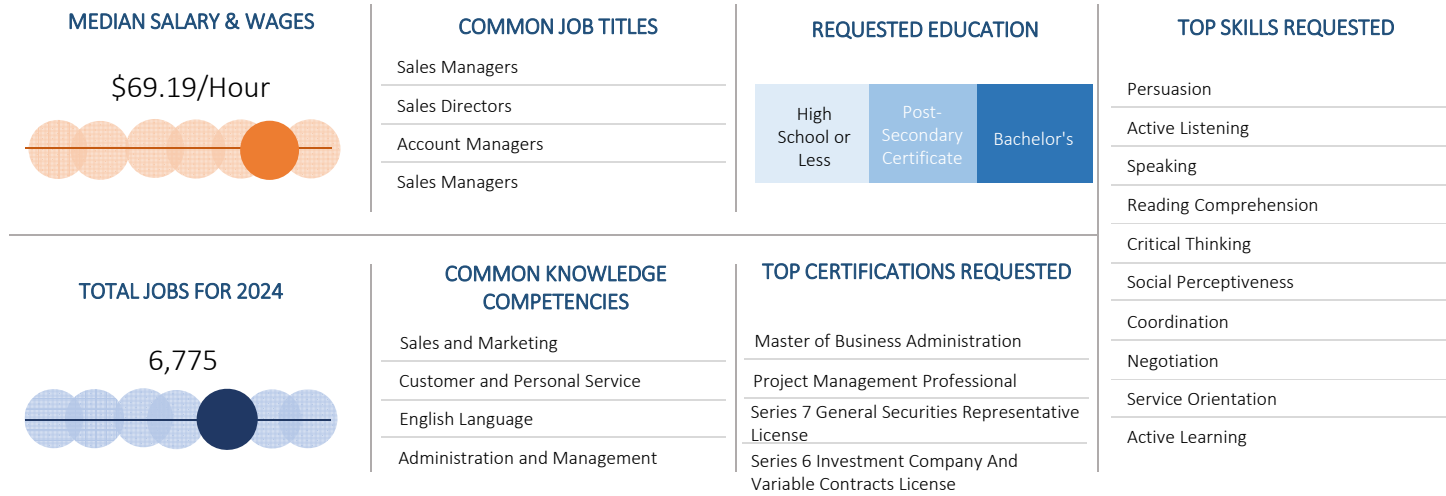 MEDIAN SALARY & WAGES
$69.19/Hour
COMMON JOB TITLES
Sales Managers
Sales Directors
Account Managers
Sales Managers
REQUESTED EDUCATION
High
School or
Less
Post-
Secondary
Certificate
Bachelor's
TOP SKILLS REQUESTED
Persuasion
Active Listening
Speaking
Reading Comprehension
Critical Thinking
Social Perceptiveness
Coordination
Negotiation
Service Orientation
Active Learning
TOTAL JOBS FOR 2024
6,775
COMMON KNOWLEDGE
COMPETENCIES
Sales and Marketing
Customer and Personal Service
English Language
Administration and Management
TOP CERTIFICATIONS REQUESTED
Master of Business Administration
Project Management Professional
Series 7 General Securities Representative
License
Series 6 Investment Company And
Variable Contracts License